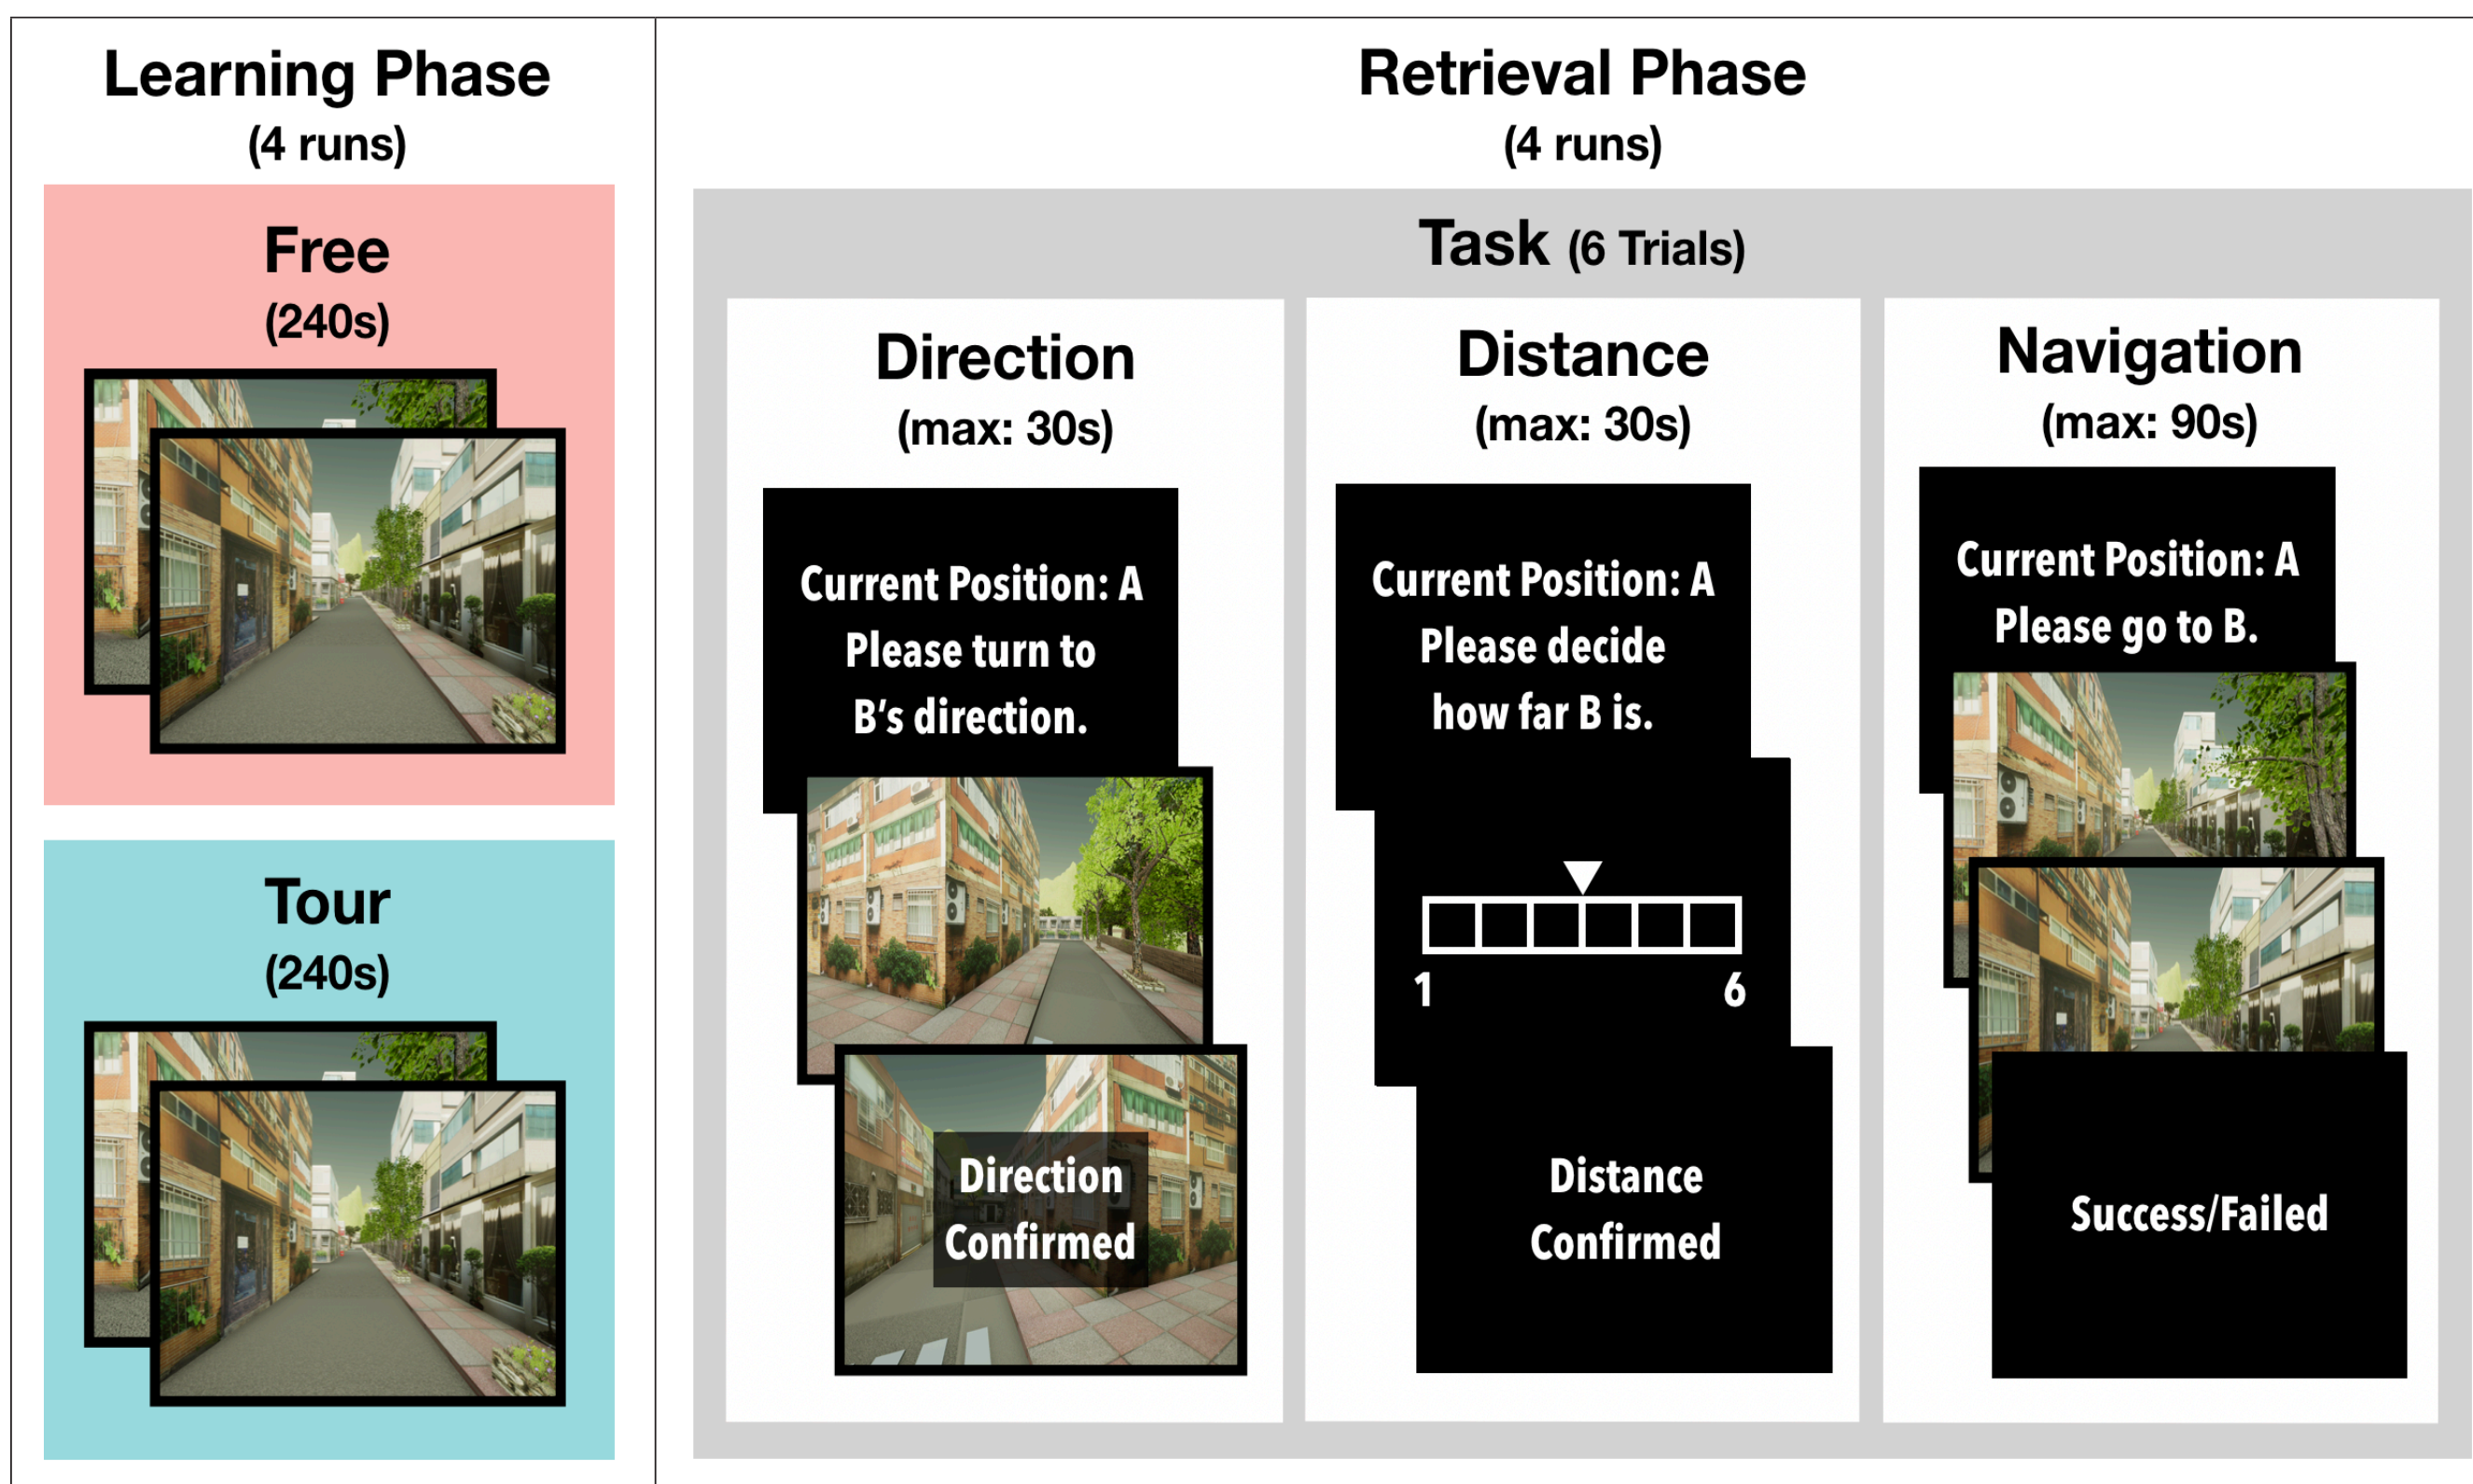 Learning Phase
(4 runs)
Free
(240s)
Tour
(240s)
Retrieval Phase
(4 runs)
Task (6 Trials)
Direction
(max: 30s)
Current Position: A
Please turn to
B's direction.
Direction
Confirmed
Distance
(max: 30s)
Current Position: A
Please decide
how far B is.
1 6
Distance
Confirmed
Navigation
(max: 90s)
Current Position: A
Please go to B.
Success/Failed